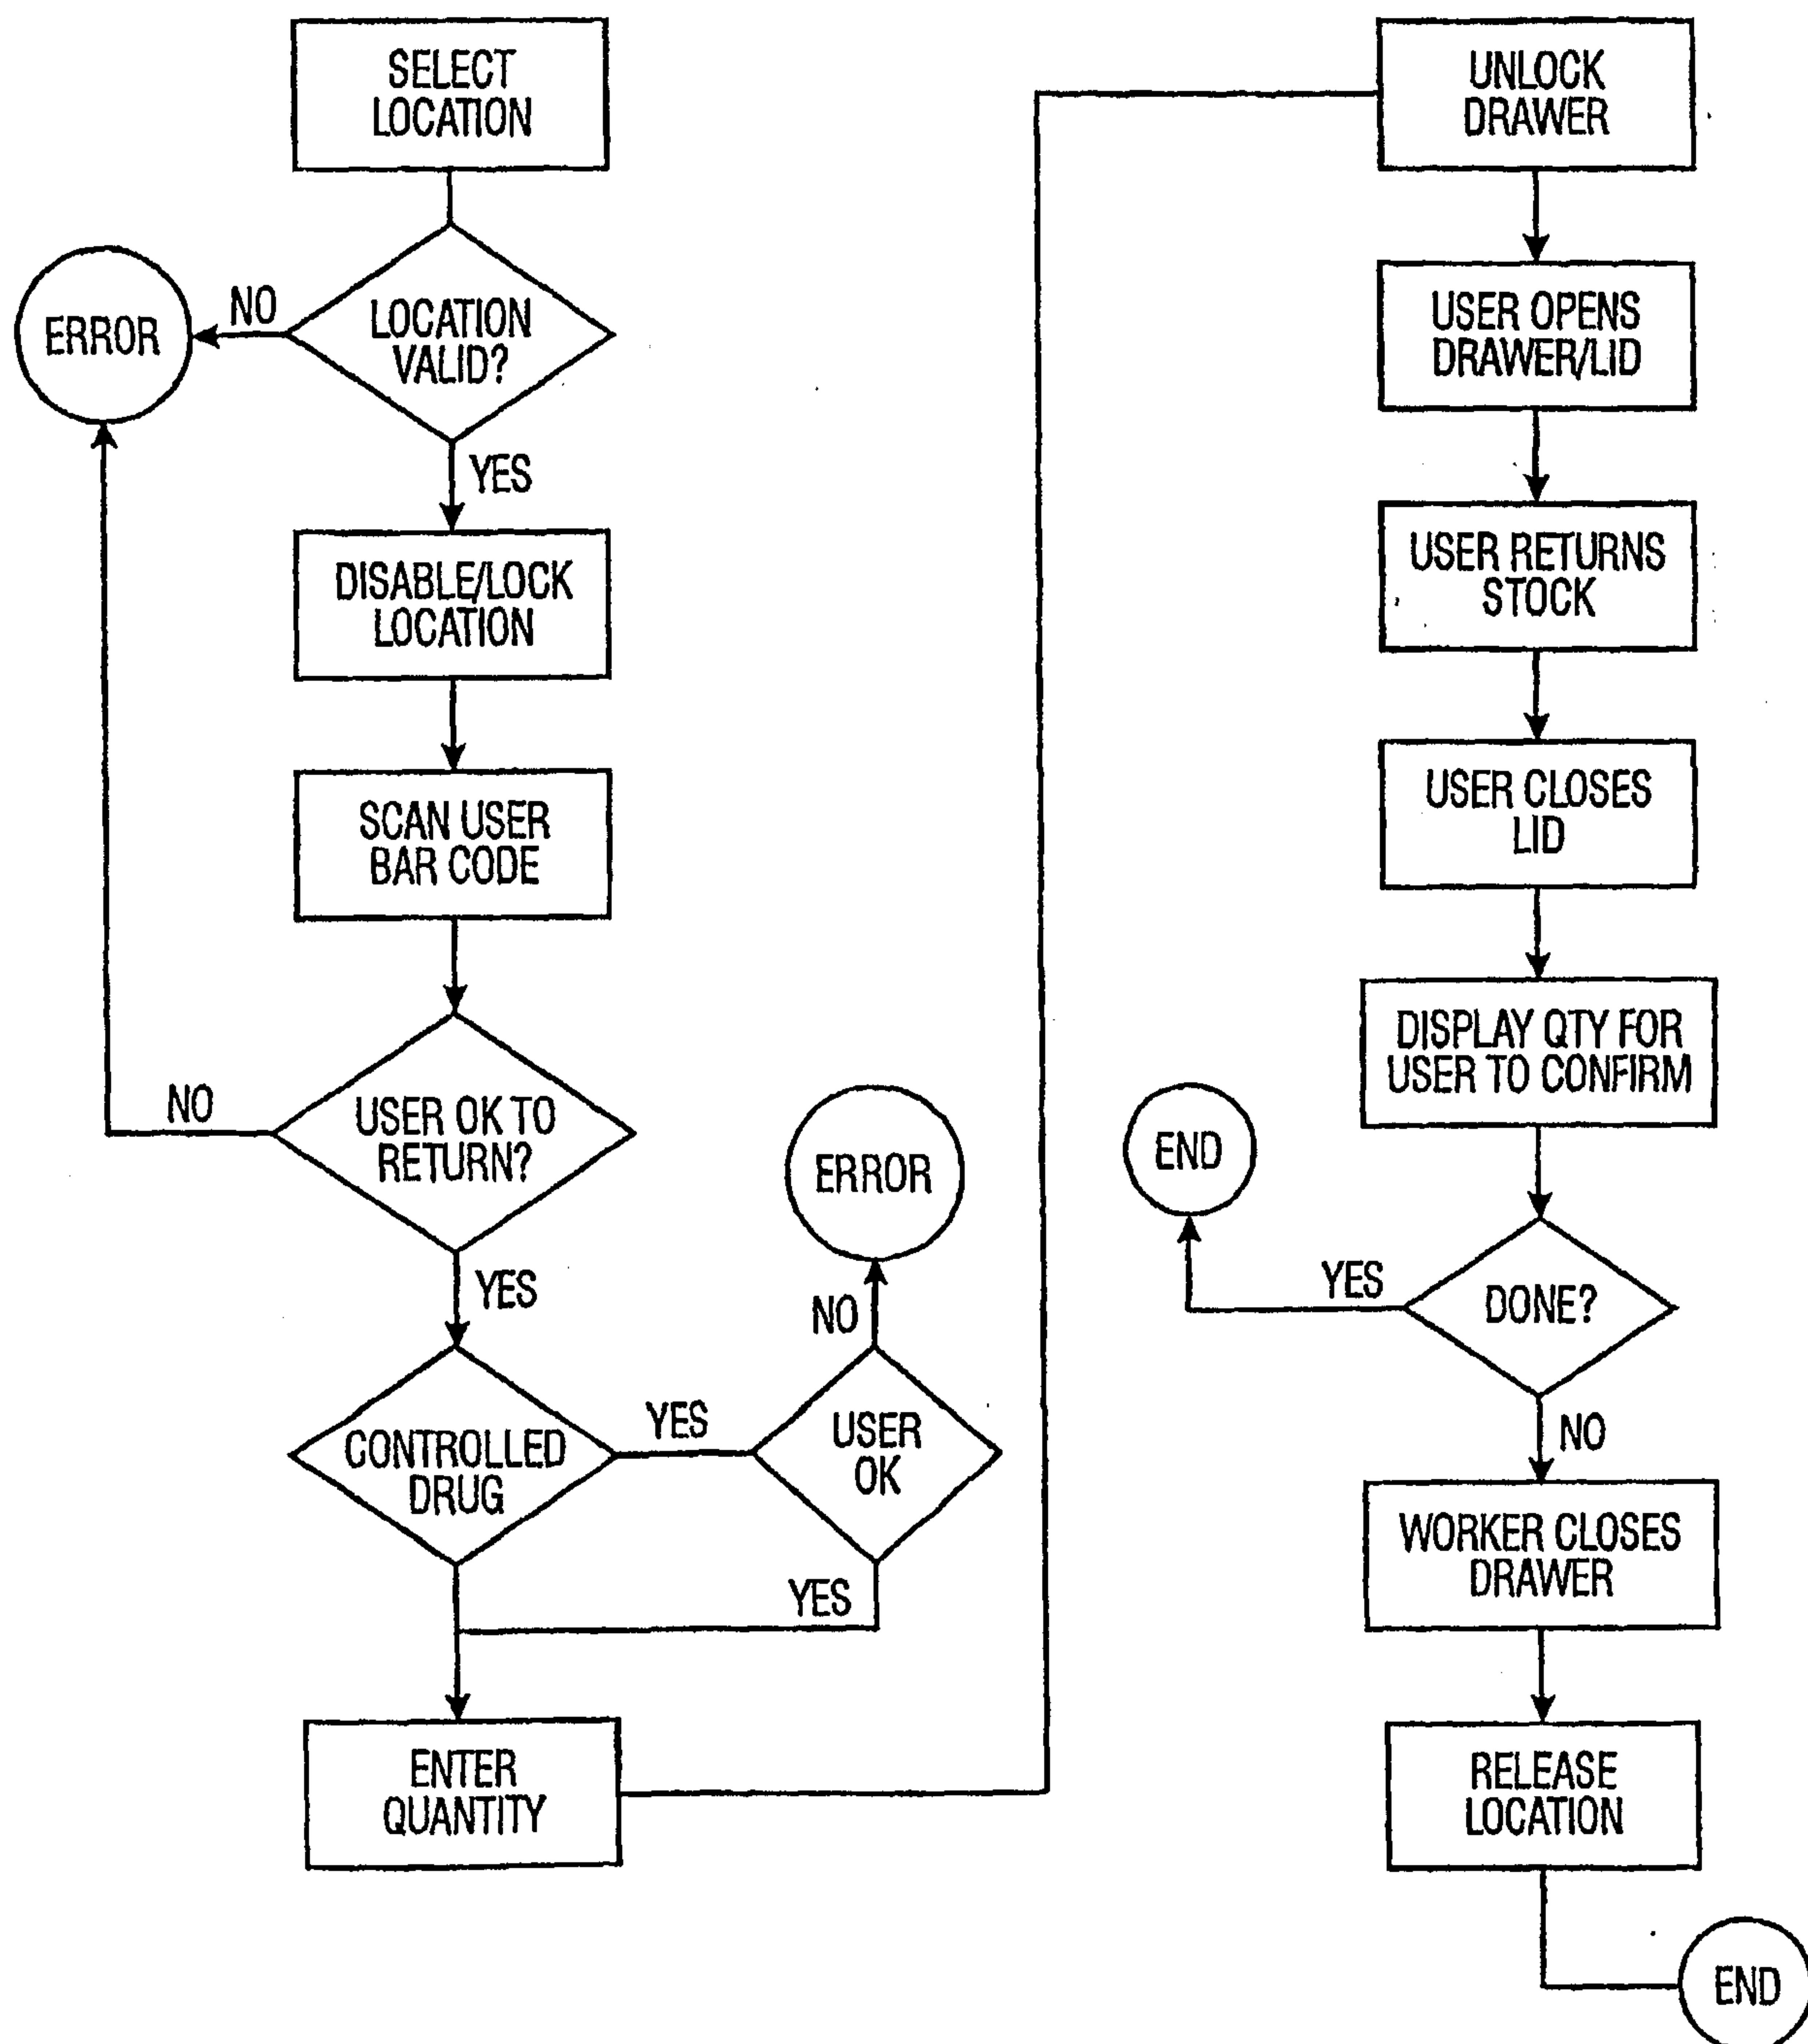 SELECT
LOCATION
LOCATION
VALID?
NO
ERROR
YES
DISABLE/LOCK
LOCATION
SCAN USER
BAR CODE
USER OK TO
RETURN?
NO
YES
CONTROLLED
DRUG
YES
USER
OK
NO
ERROR
YES
ENTER
QUANTITY
UNLOCK
DRAWER
USER OPENS
DRAWER/LID
USER RETURNS
STOCK
USER CLOSES
LID
DISPLAY QTY FOR
USER TO CONFIRM
DONE?
YES
END
NO
WORKER CLOSES
DRAWER
RELEASE
LOCATION
END